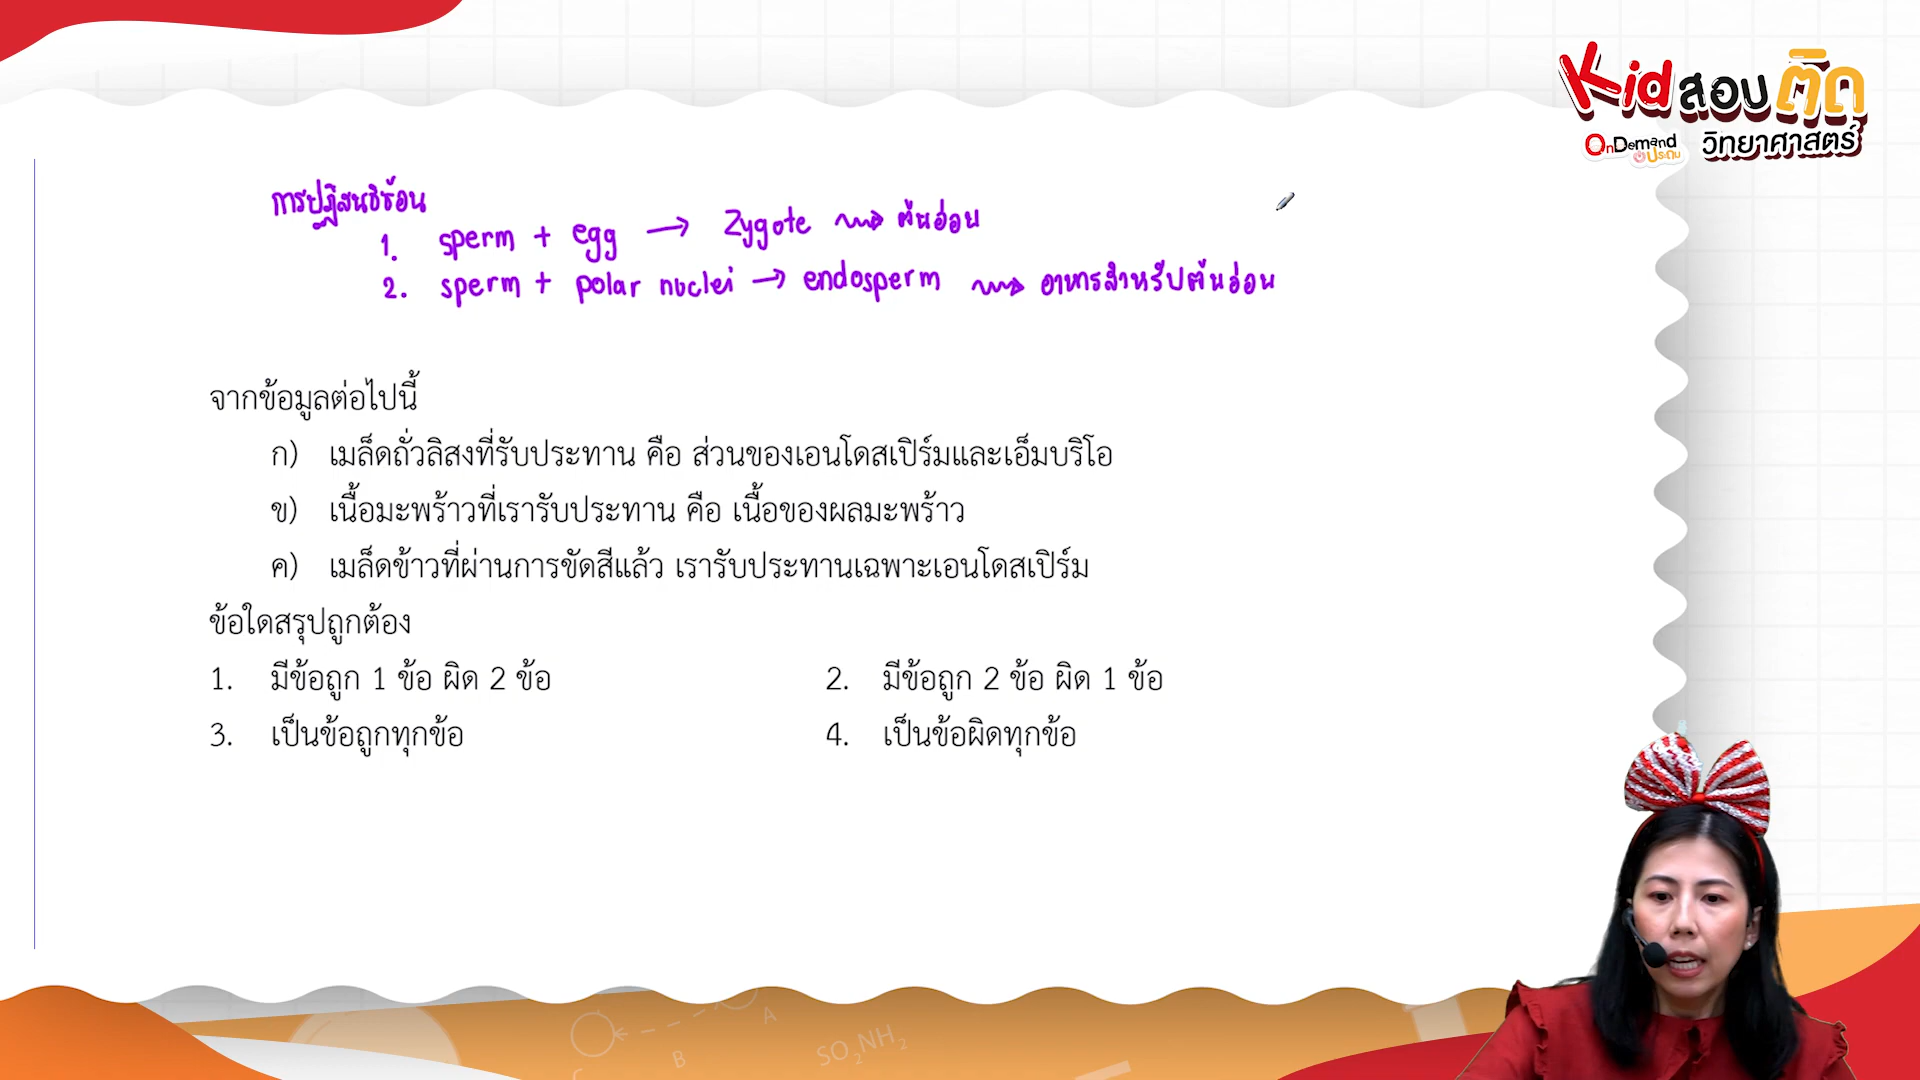 Kidสอบติด
OnDemand ประถม วิทยาศาสตร์
การปฏิสนธิซ้อน
1. sperm + egg → Zygote ⇝ ต้นอ่อน
2. sperm + polar nuclei → endosperm ⇝ อาหารสำหรับต้นอ่อน
จากข้อมูลต่อไปนี้
ก) เมล็ดถั่วลิสงที่รับประทาน คือ ส่วนของเอนโดสเปิร์มและเอ็มบริโอ
ข) เนื้อมะพร้าวที่เรารับประทาน คือ เนื้อของผลมะพร้าว
ค) เมล็ดข้าวที่ผ่านการขัดสีแล้ว เรารับประทานเฉพาะเอนโดสเปิร์ม
ข้อใดสรุปถูกต้อง
1. มีข้อถูก 1 ข้อ ผิด 2 ข้อ 2. มีข้อถูก 2 ข้อ ผิด 1 ข้อ
3. เป็นข้อถูกทุกข้อ 4. เป็นข้อผิดทุกข้อ
A
B
SO₂NH₂